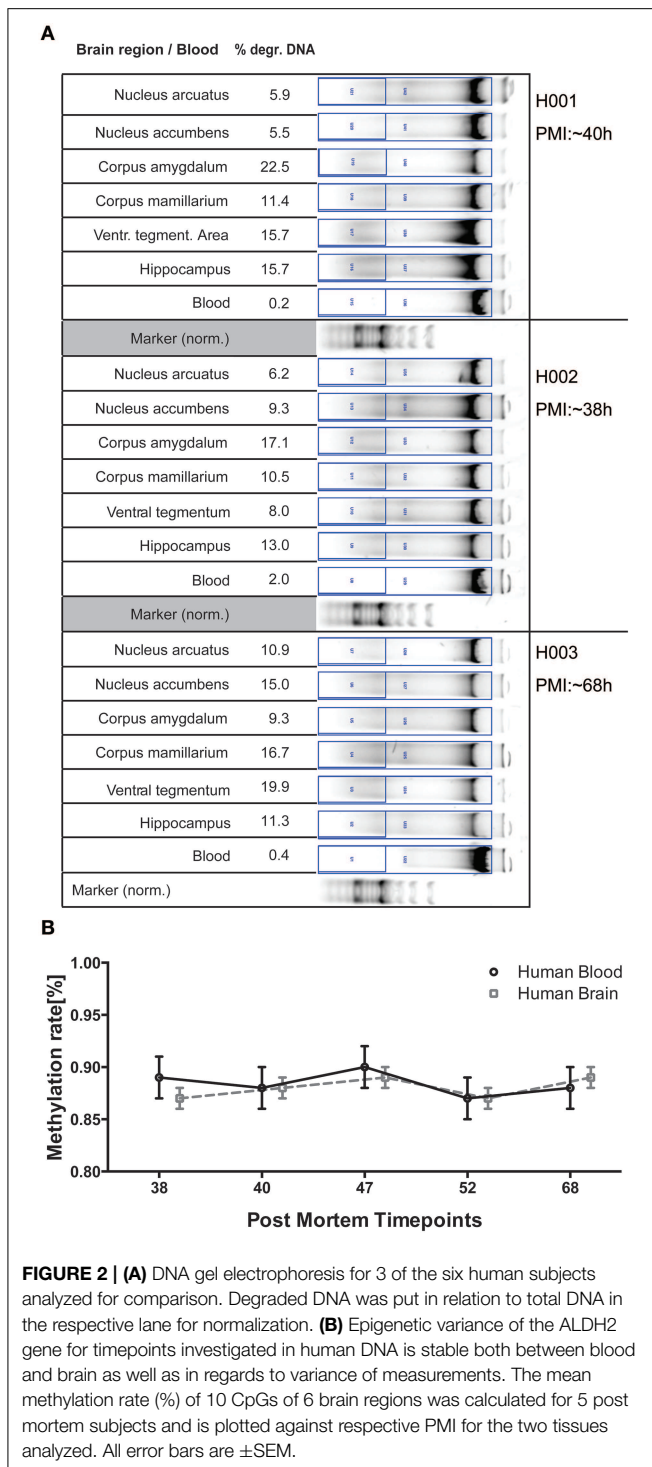 A
Brain region / Blood % degr. DNA
Nucleus arcuatus 5.9
H001
Nucleus accumbens 5.5
PMI:~40h
Corpus amygdalum 22.5
Corpus mamillarium 11.4
Ventr. tegment. Area 15.7
Hippocampus 15.7
Blood 0.2
Marker (norm.)
Nucleus arcuatus 6.2
H002
Nucleus accumbens 9.3
PMI:~38h
Corpus amygdalum 17.1
Corpus mamillarium 10.5
Ventral tegmentum 8.0
Hippocampus 13.0
Blood 2.0
Marker (norm.)
Nucleus arcuatus 10.9
H003
Nucleus accumbens 15.0
PMI:~68h
Corpus amygdalum 9.3
Corpus mamillarium 16.7
Ventral tegmentum 19.9
Hippocampus 11.3
Blood 0.4
Marker (norm.)
B
Methylation rate[%]
1.00
0.95
0.90
0.85
0.80
Human Blood
Human Brain
38 40 47 52 68
Post Mortem Timepoints
FIGURE 2 | (A) DNA gel electrophoresis for 3 of the six human subjects
analyzed for comparison. Degraded DNA was put in relation to total DNA in
the respective lane for normalization. (B) Epigenetic variance of the ALDH2
gene for timepoints investigated in human DNA is stable both between blood
and brain as well as in regards to variance of measurements. The mean
methylation rate (%) of 10 CpGs of 6 brain regions was calculated for 5 post
mortem subjects and is plotted against respective PMI for the two tissues
analyzed. All error bars are ±SEM.